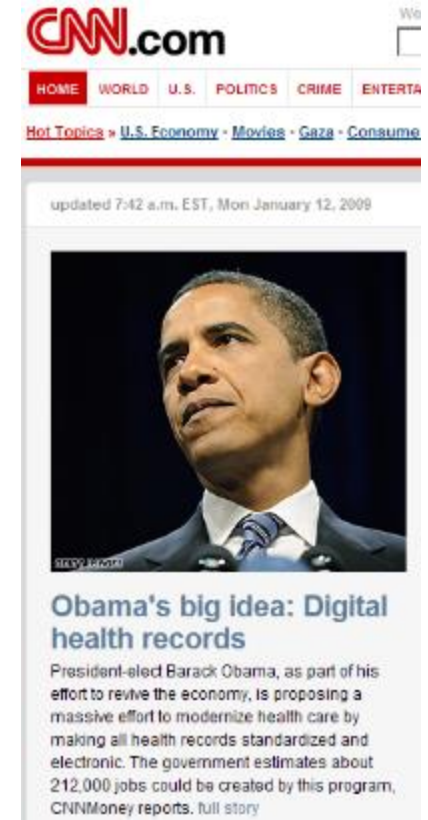 CNN.com
We
HOME WORLD U.S. POLITICS CRIME ENTERTA
Hot Topics » U.S. Economy · Movies · Gaza · Consume
updated 7:42 a.m. EST, Mon January 12, 2009
Obama's big idea: Digital
health records
President-elect Barack Obama, as part of his
effort to revive the economy, is proposing a
massive effort to modernize health care by
making all health records standardized and
electronic. The government estimates about
212,000 jobs could be created by this program,
CNNMoney reports. full story